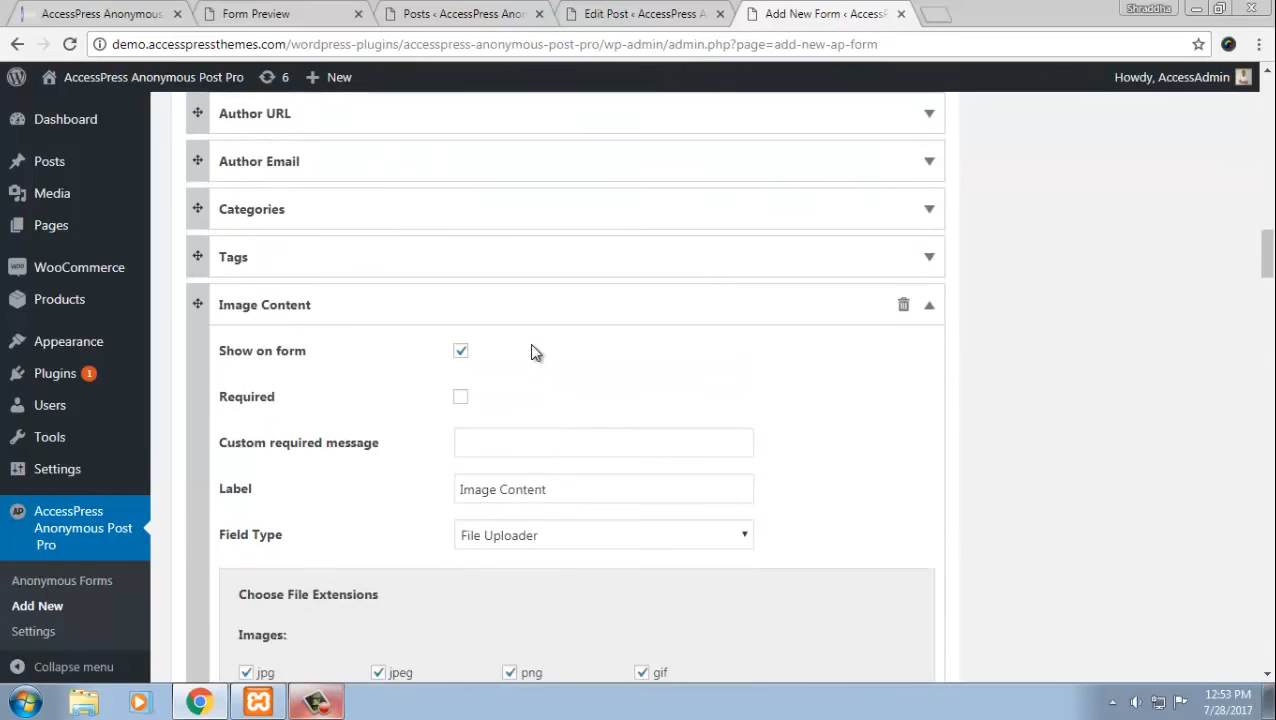 AccessPress Anonymous
Form Preview
Posts ‹ AccessPress Ano
Edit Post ‹ AccessPress A
Add New Form ‹ AccessP
Shraddha
demo.accesspressthemes.com/wordpress-plugins/accesspress-anonymous-post-pro/wp-admin/admin.php?page=add-new-ap-form
AccessPress Anonymous Post Pro
6
New
Howdy, AccessAdmin
Dashboard
Posts
Media
Pages
WooCommerce
Products
Appearance
Plugins 1
Users
Tools
Settings
AP AccessPress
Anonymous Post
Pro
Anonymous Forms
Add New
Settings
Collapse menu
Author URL
Author Email
Categories
Tags
Image Content
Show on form
Required
Custom required message
Label Image Content
Field Type File Uploader
Choose File Extensions
Images:
jpg jpeg png gif
12:53 PM
7/28/2017